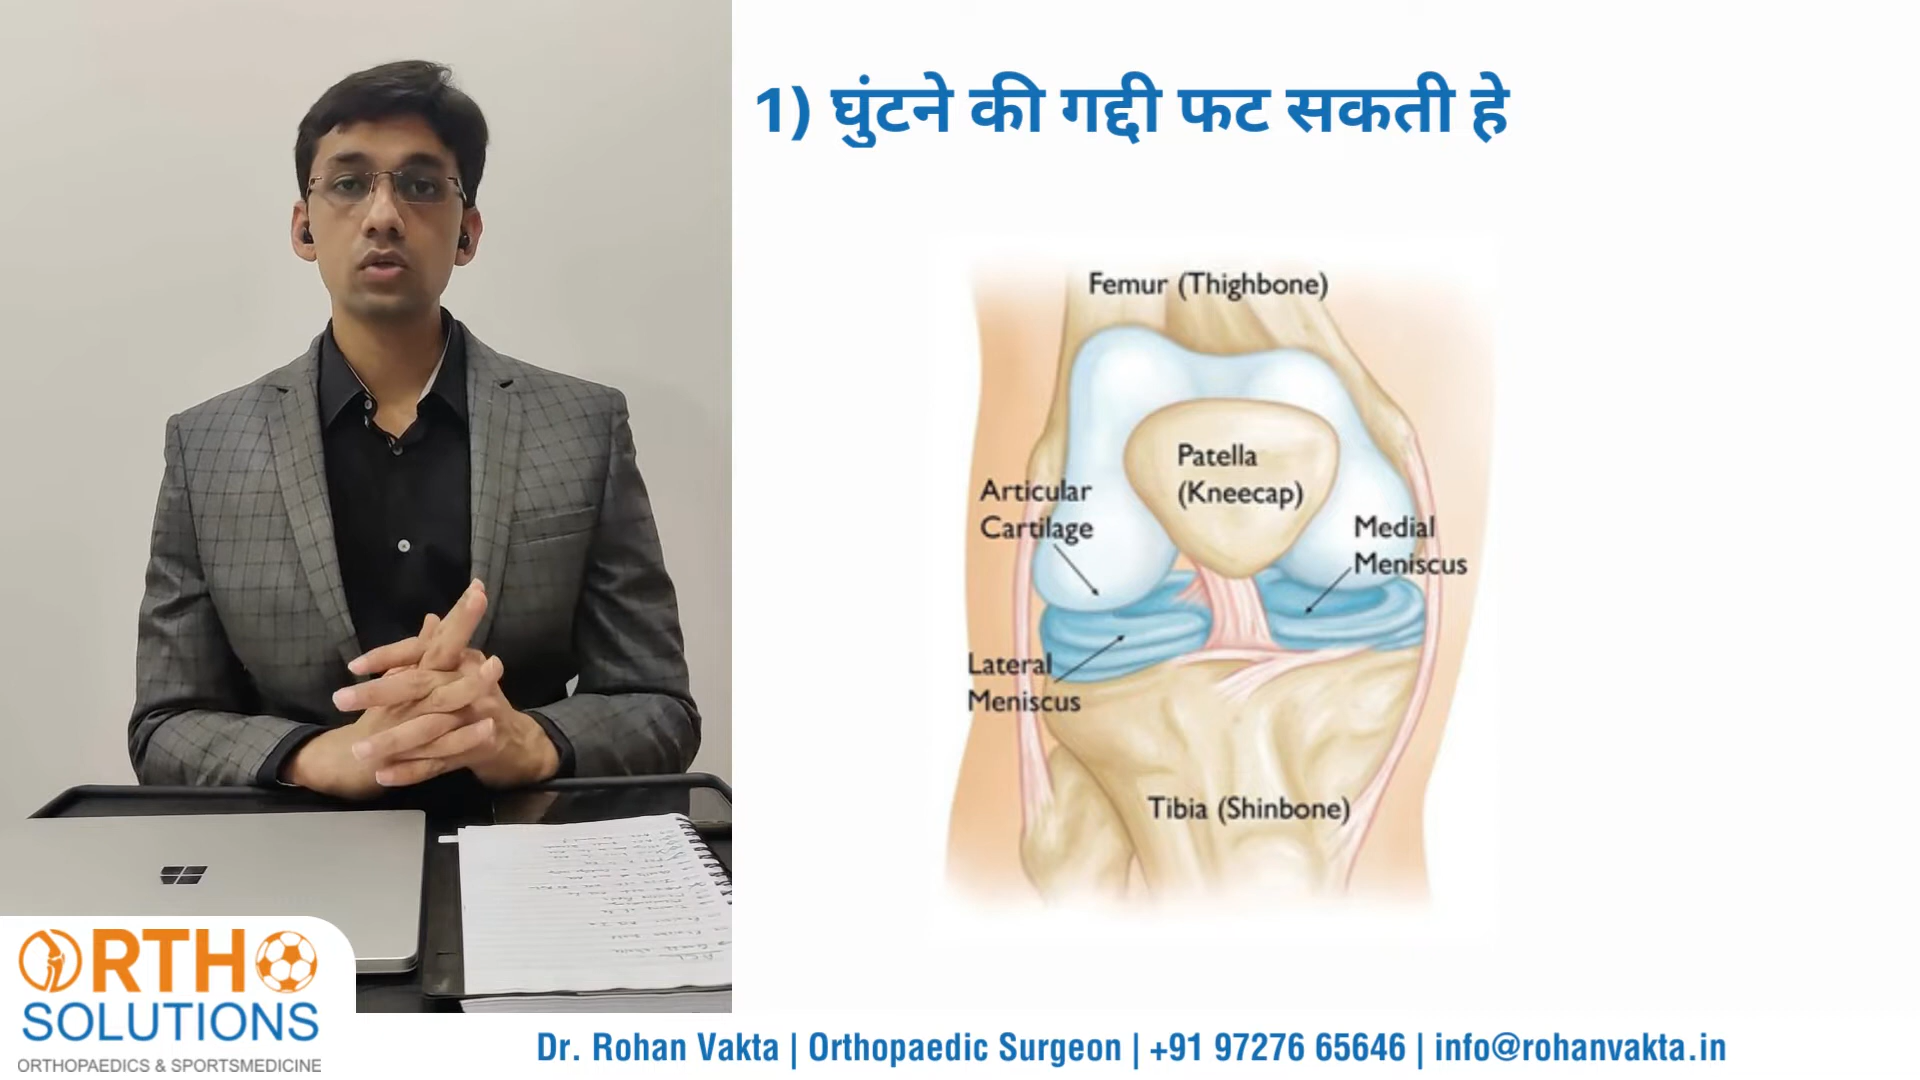 1) घुंटने की गद्दी फट सकती हे
Femur (Thighbone)
Patella
(Kneecap)
Articular
Cartilage
Medial
Meniscus
Lateral
Meniscus
Tibia (Shinbone)
ORTHO
SOLUTIONS
ORTHOPAEDICS & SPORTSMEDICINE
Dr. Rohan Vakta | Orthopaedic Surgeon | +91 97276 65646 | info@rohanvakta.in